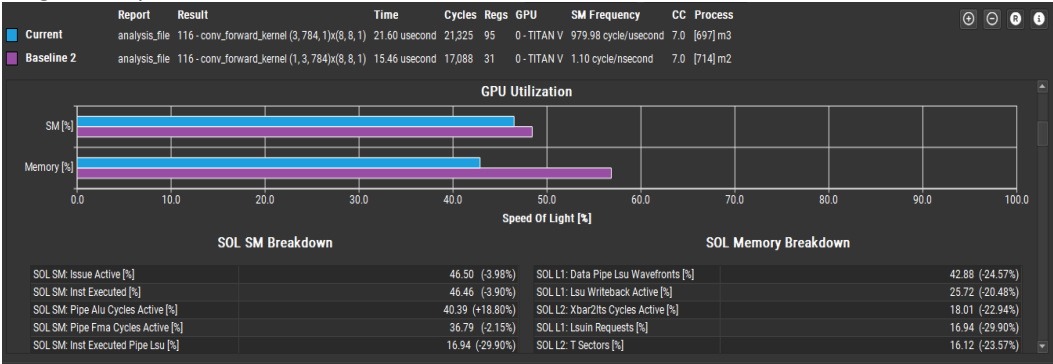 Report Result Time Cycles Regs GPU SM Frequency CC Process
Current analysis_file 116 - conv_forward_kernel (3, 784, 1)x(8, 8, 1) 21.60 usecond 21,325 95 0 - TITAN V 979.98 cycle/usecond 7.0 [697] m3
Baseline 2 analysis_file 116 - conv_forward_kernel (1, 3, 784)x(8, 8, 1) 15.46 usecond 17,088 31 0 - TITAN V 1.10 cycle/nsecond 7.0 [714] m2
GPU Utilization
SM [%]
Memory [%]
0.0 10.0 20.0 30.0 40.0 50.0 60.0 70.0 80.0 90.0 100.0
Speed Of Light [%]
SOL SM Breakdown SOL Memory Breakdown
SOL SM: Issue Active [%] 46.50 (-3.98%) SOL L1: Data Pipe Lsu Wavefronts [%] 42.88 (-24.57%)
SOL SM: Inst Executed [%] 46.46 (-3.90%) SOL L1: Lsu Writeback Active [%] 25.72 (-20.48%)
SOL SM: Pipe Alu Cycles Active [%] 40.39 (+18.80%) SOL L2: Xbar2lts Cycles Active [%] 18.01 (-22.94%)
SOL SM: Pipe Fma Cycles Active [%] 36.79 (-2.15%) SOL L1: Lsuin Requests [%] 16.94 (-29.90%)
SOL SM: Inst Executed Pipe Lsu [%] 16.94 (-29.90%) SOL L2: T Sectors [%] 16.12 (-23.57%)